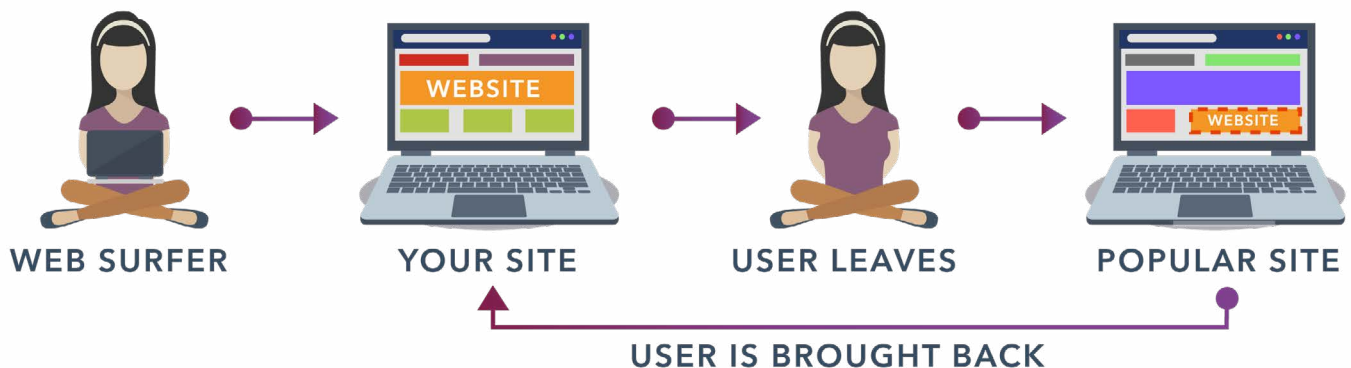 WEBSITE
WEBSITE
WEB SURFER
YOUR SITE
USER LEAVES
POPULAR SITE
USER IS BROUGHT BACK